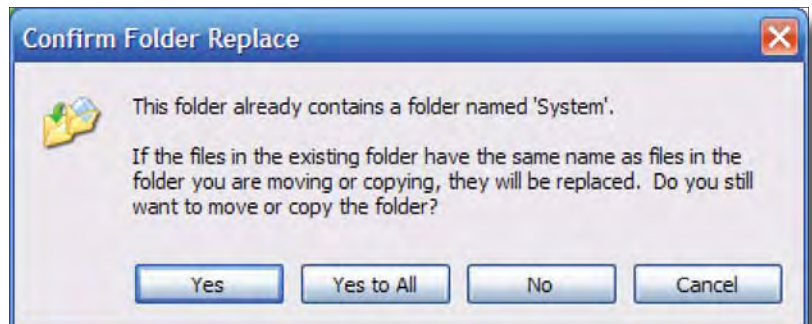 Confirm Folder Replace
This folder already contains a folder named 'System'.
If the files in the existing folder have the same name as files in the
folder you are moving or copying, they will be replaced. Do you still
want to move or copy the folder?
Yes Yes to All No Cancel